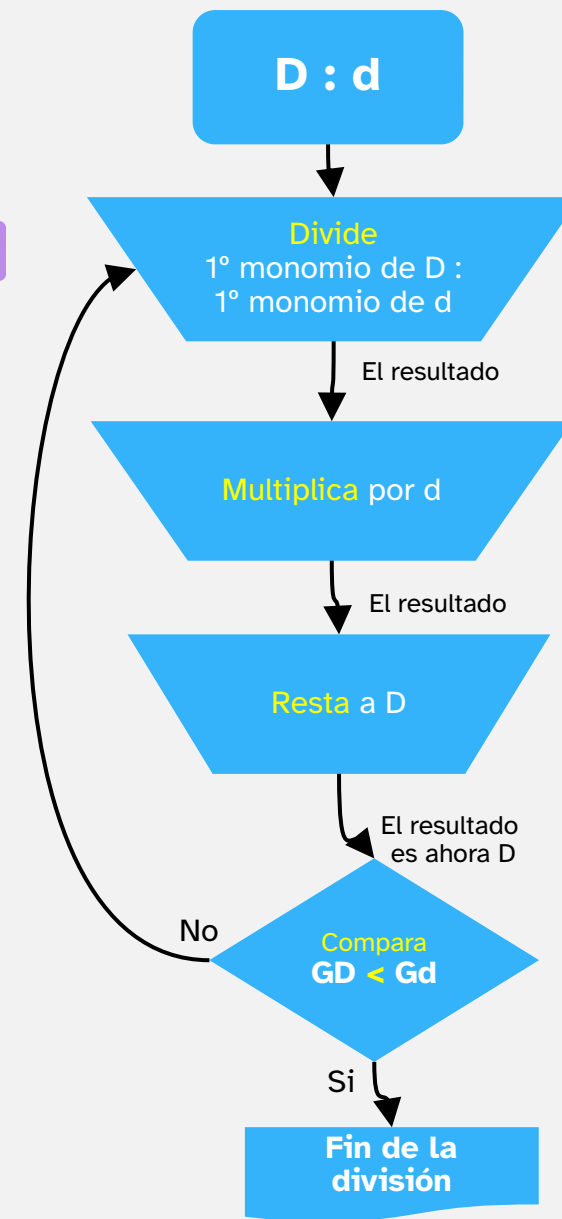 D : d
Divide
1º monomio de D :
1º monomio de d
El resultado
Multiplica por d
El resultado
Resta a D
El resultado
es ahora D
No
Compara
GD < Gd
Si
Fin de la
división